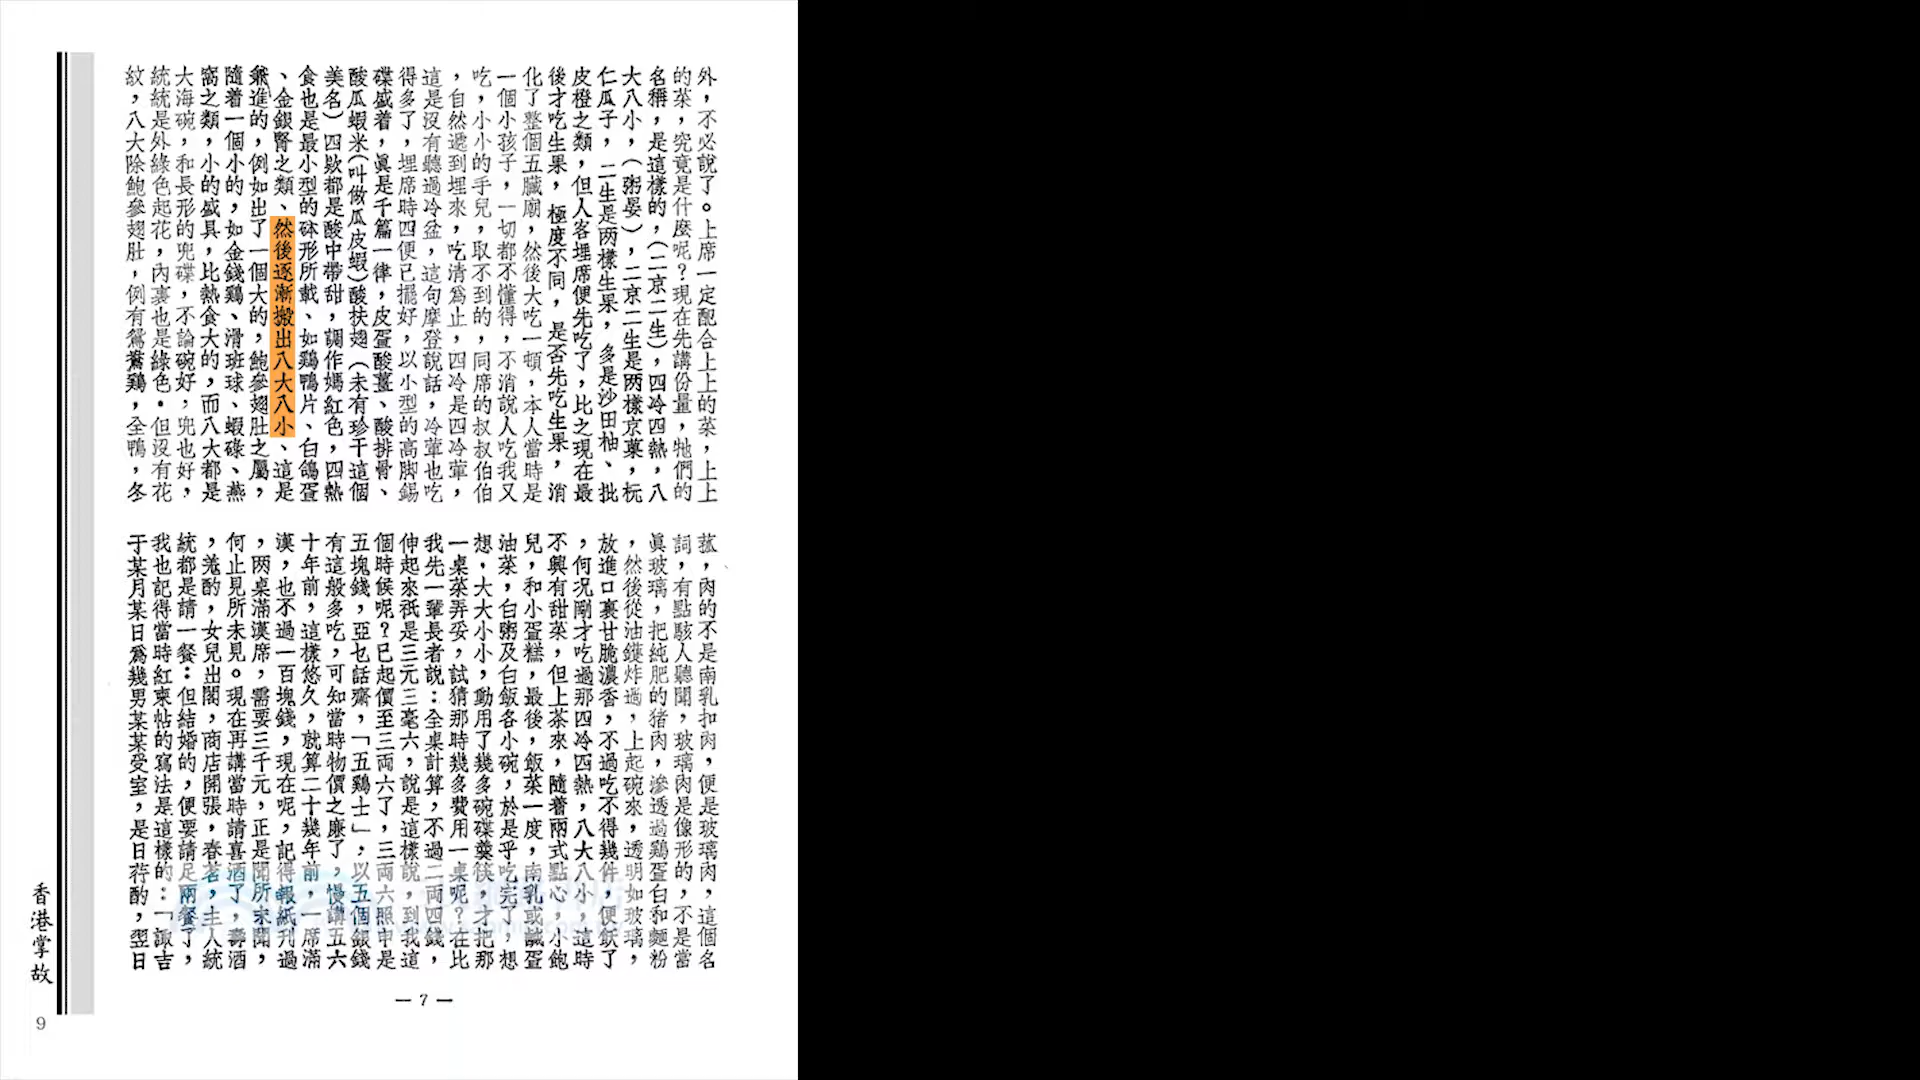 外，不必說了。上席一定配合上上的菜，上上
的菜，究竟是什麼呢？現在先講份量，牠們的
名稱，是這樣的，（二京二生），四冷四熱，八
大八小，（粥晏），二京二生是两樣京菓，杬
仁瓜子，二生是两樣生果，多是沙田柚、批
皮橙之類，但人客埋席便先吃了，比之現在最
後才吃生果，極度不同，是否先吃生果，消
化了整個五臟廟，然後大吃一頓，本人當時是
一個小孩子，一切都不懂得，不消說人吃我又
吃，小小的手兒，取不到的，同席的叔叔伯伯
，自然遞到埋來，吃清為止，四冷是四冷葷，
這是沒有聽過冷盆，這句摩登說話，冷葷也吃
得多了，埋席時四便已擺好，以小型的高脚錫
碟盛着，眞是千篇一律，皮蛋酸薑、酸排骨、
酸瓜蝦米（叫做瓜皮蝦）酸扶翅（未有珍干這個
美名）四欵都是酸中帶甜，調作媽紅色，四熱
食也是最小型的砵形所載、如鷄鴨片、白鴿蛋
、金銀腎之類、然後逐漸搬出八大八小、這是
乘進的，例如出了一個大的，鮑參翅肚之屬，
隨着一個小的，如金錢鷄、滑班球、蝦碌、燕
窩之類，小的盛具，比熱食大的，而八大都是
大海碗，和長形的兜碟，不論碗好，兜也好，
統統是外綠色起花，內裏也是綠色。但沒有花
紋，八大除鮑參翅肚，例有鴛鴦鷄，全鴨，冬
菰，肉的不是南乳扣肉，便是玻璃肉，這個名
詞，有點駭人聽聞，玻璃肉是像形的，不是當
眞玻璃，把純肥的猪肉，滲透過鷄蛋白和麵粉
，然後從油鑊炸過，上起碗來，透明如玻璃，
放進口裏甘脆濃香，不過吃不得幾件，便飫了
，何况剛才吃過那四冷四熱，八大八小，這時
不興有甜菜，但上茶來，隨着兩式點心，小飽
兒，和小蛋糕，最後，飯菜一度，南乳或鹹蛋
油菜，白粥及白飯各小碗，於是乎吃完了，想
想，大大小小，動用了幾多碗碟羹筷，才把那
一桌菜弄妥，試猜那時幾多費用一桌呢？在比
我先一輩長者說：全桌計算，不過二両四錢，
伸起來祇是三元三毫六，說是這樣說，到我這
個時候呢？已起價至三両六了，三両六照申是
五塊錢，亞乜話齋，「五鷄士」，以五個銀錢
有這般多吃，可知當時物價之廉了，慢講五六
十年前，這樣悠久，就算二十幾年前，一席滿
漢，也不過一百塊錢，現在呢，記得報紙刋過
，两桌滿漢席，需要三千元，正是聞所未聞，
何止見所未見。現在再講當時請喜酒了，壽酒
，羗酌，女兒出閣，商店開張，春茗，主人統
統都是請一餐：但結婚的，便要請足兩餐了，
我也記得當時紅柬帖的寫法是這樣的：「諏吉
于某月某日爲幾男某某受室，是日荇酌，翌日
— 7 —
香港掌故
9